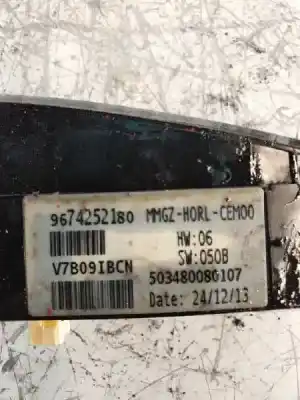 9674252180 MMGZ-HORL-CEM00
HW:06
SW:050B
V7B09IBCN
503480080107
Date: 24/12/13